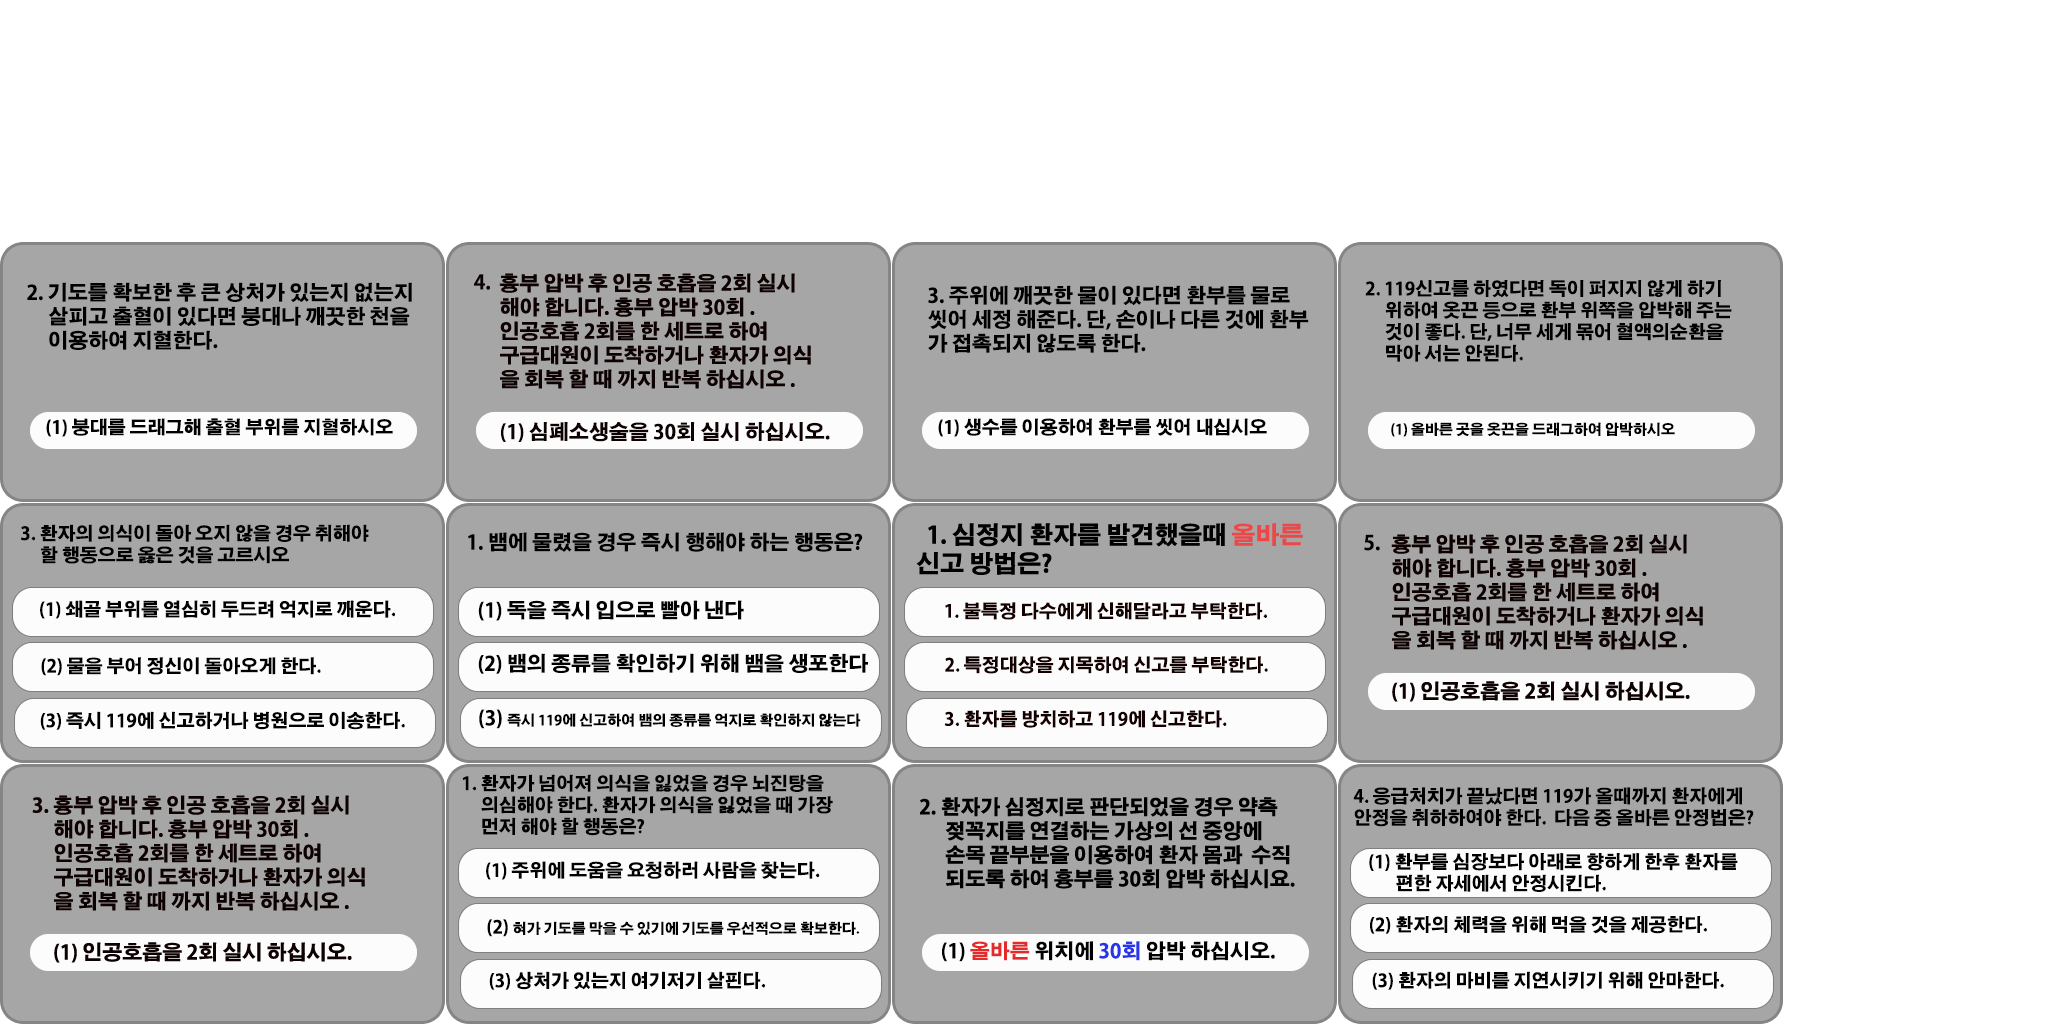 2. 기도를 확보한 후 큰 상처가 있는지 없는지
살피고 출혈이 있다면 붕대나 깨끗한 천을
이용하여 지혈한다.
(1) 붕대를 드래그해 출혈 부위를 지혈하시오
4. 흉부 압박 후 인공 호흡을 2회 실시
해야 합니다. 흉부 압박 30회 .
인공호흡 2회를 한 세트로 하여
구급대원이 도착하거나 환자가 의식
을 회복 할 때 까지 반복 하십시오 .
(1) 심폐소생술을 30회 실시 하십시오.
3. 주위에 깨끗한 물이 있다면 환부를 물로
씻어 세정 해준다. 단, 손이나 다른 것에 환부
가 접촉되지 않도록 한다.
(1) 생수를 이용하여 환부를 씻어 내십시오
2. 119신고를 하였다면 독이 퍼지지 않게 하기
위하여 옷끈 등으로 환부 위쪽을 압박해 주는
것이 좋다. 단, 너무 세게 묶어 혈액의순환을
막아 서는 안된다.
(1) 올바른 곳을 옷끈을 드래그하여 압박하시오
3. 환자의 의식이 돌아 오지 않을 경우 취해야
할 행동으로 옳은 것을 고르시오
(1) 쇄골 부위를 열심히 두드려 억지로 깨운다.
(2) 물을 부어 정신이 돌아오게 한다.
(3) 즉시 119에 신고하거나 병원으로 이송한다.
1. 뱀에 물렸을 경우 즉시 행해야 하는 행동은?
(1) 독을 즉시 입으로 빨아 낸다
(2) 뱀의 종류를 확인하기 위해 뱀을 생포한다
(3) 즉시 119에 신고하여 뱀의 종류를 억지로 확인하지 않는다
1. 심정지 환자를 발견했을때 올바른
신고 방법은?
1. 불특정 다수에게 신해달라고 부탁한다.
2. 특정대상을 지목하여 신고를 부탁한다.
3. 환자를 방치하고 119에 신고한다.
5. 흉부 압박 후 인공 호흡을 2회 실시
해야 합니다. 흉부 압박 30회 .
인공호흡 2회를 한 세트로 하여
구급대원이 도착하거나 환자가 의식
을 회복 할 때 까지 반복 하십시오 .
(1) 인공호흡을 2회 실시 하십시오.
3. 흉부 압박 후 인공 호흡을 2회 실시
해야 합니다. 흉부 압박 30회 .
인공호흡 2회를 한 세트로 하여
구급대원이 도착하거나 환자가 의식
을 회복 할 때 까지 반복 하십시오 .
(1) 인공호흡을 2회 실시 하십시오.
1. 환자가 넘어져 의식을 잃었을 경우 뇌진탕을
의심해야 한다. 환자가 의식을 잃었을 때 가장
먼저 해야 할 행동은?
(1) 주위에 도움을 요청하러 사람을 찾는다.
(2) 혀가 기도를 막을 수 있기에 기도를 우선적으로 확보한다.
(3) 상처가 있는지 여기저기 살핀다.
2. 환자가 심정지로 판단되었을 경우 약측
젖꼭지를 연결하는 가상의 선 중앙에
손목 끝부분을 이용하여 환자 몸과 수직
되도록 하여 흉부를 30회 압박 하십시요.
(1) 올바른 위치에 30회 압박 하십시오.
4. 응급처치가 끝났다면 119가 올때까지 환자에게
안정을 취하하여야 한다. 다음 중 올바른 안정법은?
(1) 환부를 심장보다 아래로 향하게 한후 환자를
편한 자세에서 안정시킨다.
(2) 환자의 체력을 위해 먹을 것을 제공한다.
(3) 환자의 마비를 지연시키기 위해 안마한다.